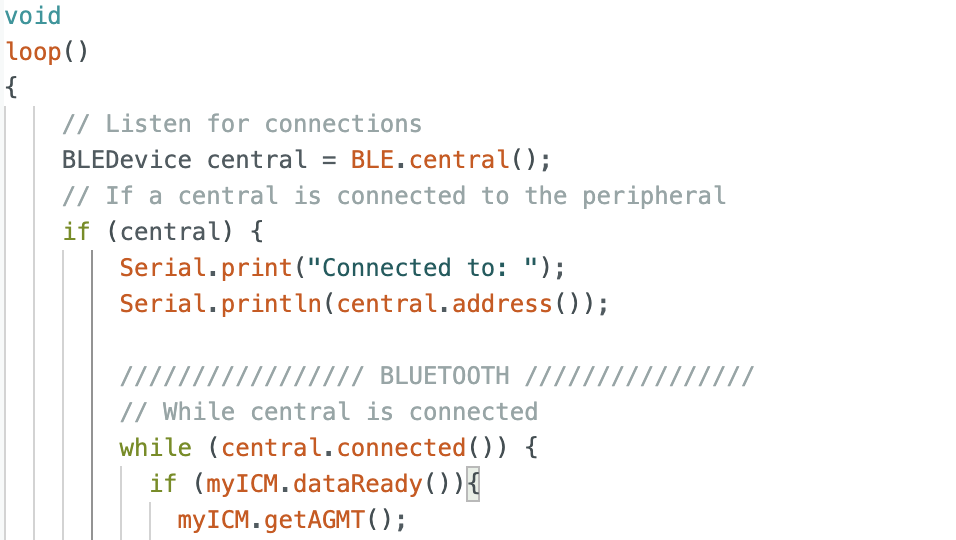 void
loop()
{
// Listen for connections
BLEDevice central = BLE.central();
// If a central is connected to the peripheral
if (central) {
Serial.print("Connected to: ");
Serial.println(central.address());
///////////////// BLUETOOTH ////////////////
// While central is connected
while (central.connected()) {
if (myICM.dataReady()){
myICM.getAGMT();